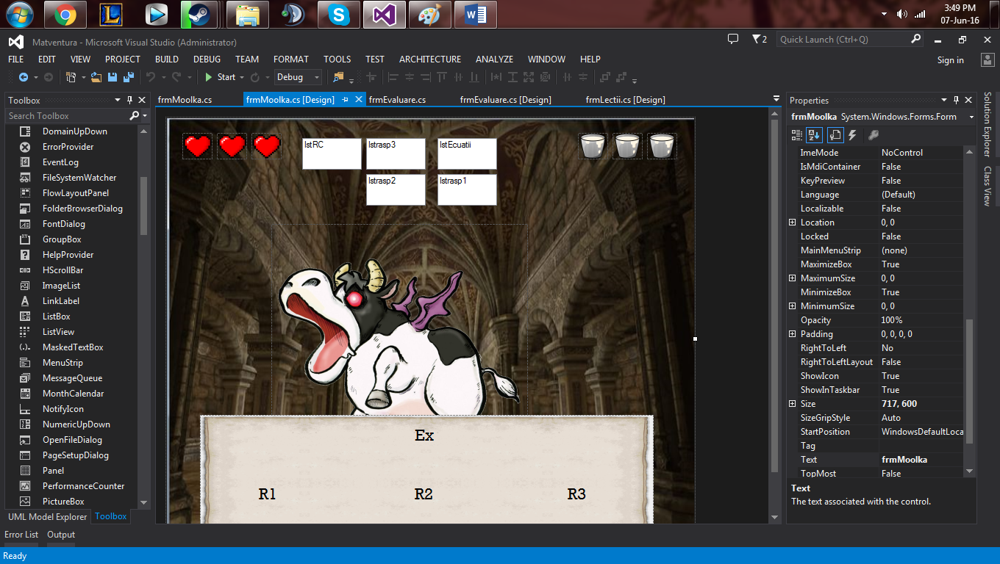 3:49 PM
07-Jun-16
Matventura - Microsoft Visual Studio (Administrator)
2
Quick Launch (Ctrl+Q)
FILE EDIT VIEW PROJECT BUILD DEBUG TEAM FORMAT TOOLS TEST ARCHITECTURE ANALYZE WINDOW HELP
Sign in
Start Debug
Toolbox
Search Toolbox
DomainUpDown
ErrorProvider
EventLog
FileSystemWatcher
FlowLayoutPanel
FolderBrowserDialog
FontDialog
GroupBox
HelpProvider
HScrollBar
ImageList
LinkLabel
ListBox
ListView
MaskedTextBox
MenuStrip
MessageQueue
MonthCalendar
NotifyIcon
NumericUpDown
OpenFileDialog
PageSetupDialog
Panel
PerformanceCounter
PictureBox
UML Model Explorer Toolbox
frmMoolka.cs frmMoolka.cs [Design] frmEvaluare.cs frmEvaluare.cs [Design] frmLectii.cs [Design]
lstRC lstrasp3 lstEcuatii
lstrasp2 lstrasp1
Ex
R1 R2 R3
Properties
frmMoolka System.Windows.Forms.Form
ImeMode NoControl
IsMdiContainer False
KeyPreview False
Language (Default)
Localizable False
Location 0, 0
Locked False
MainMenuStrip (none)
MaximizeBox True
MaximumSize 0, 0
MinimizeBox True
MinimumSize 0, 0
Opacity 100%
Padding 0, 0, 0, 0
RightToLeft No
RightToLeftLayout False
ShowIcon True
ShowInTaskbar True
Size 717, 600
SizeGripStyle Auto
StartPosition WindowsDefaultLoca
Tag
Text frmMoolka
TopMost False
Text
The text associated with the control.
Solution Explorer
Class View
Error List Output
Ready